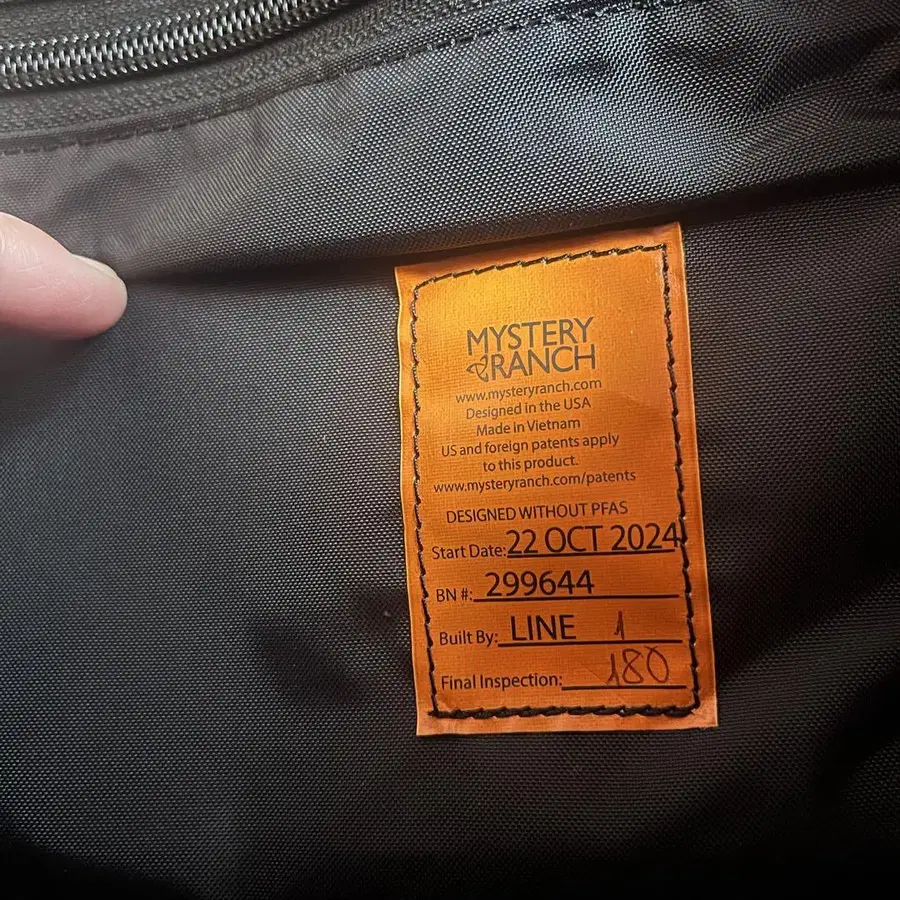 MYSTERY
RANCH
www.mysteryranch.com
Designed in the USA
Made in Vietnam
US and foreign patents apply
to this product.
www.mysteryranch.com/patents
DESIGNED WITHOUT PFAS
Start Date: 22 OCT 2024
BN #: 299644
Built By: LINE 1
Final Inspection: 180